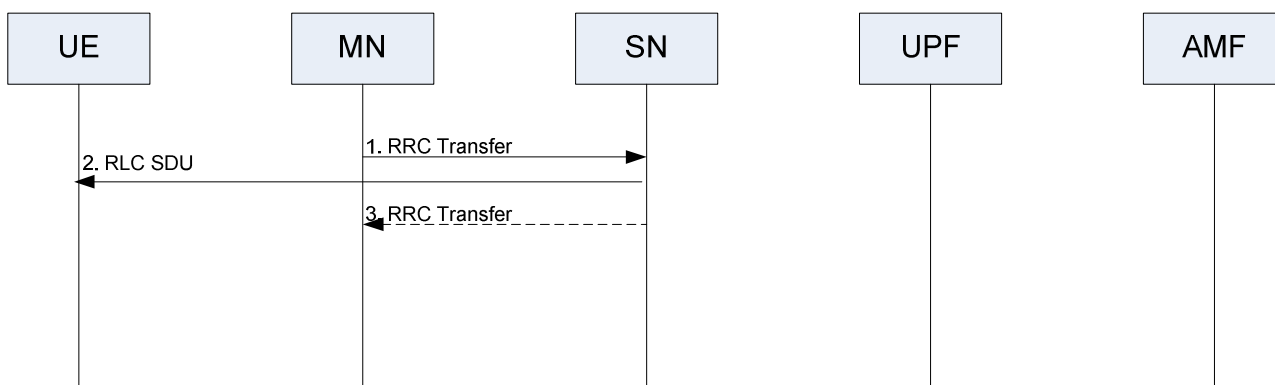 UE
MN
SN
UPF
AMF
1. RRC Transfer
2. RLC SDU
3. RRC Transfer